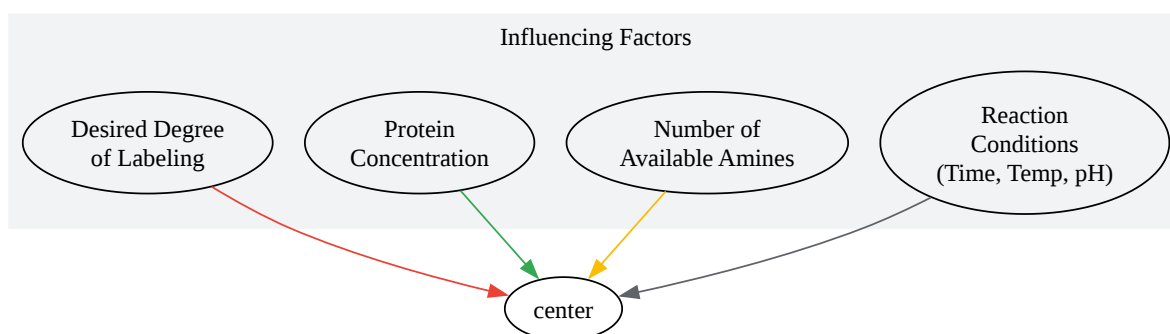 Influencing Factors
Desired Degree
of Labeling
Protein
Concentration
Number of
Available Amines
Reaction
Conditions
(Time, Temp, pH)
center